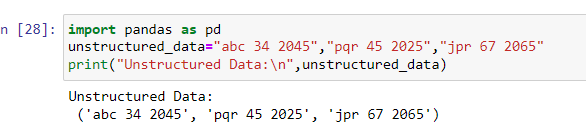 n [28]: import pandas as pd
unstructured_data="abc 34 2045","pqr 45 2025","jpr 67 2065"
print("Unstructured Data:\n",unstructured_data)
Unstructured Data:
 ('abc 34 2045', 'pqr 45 2025', 'jpr 67 2065')